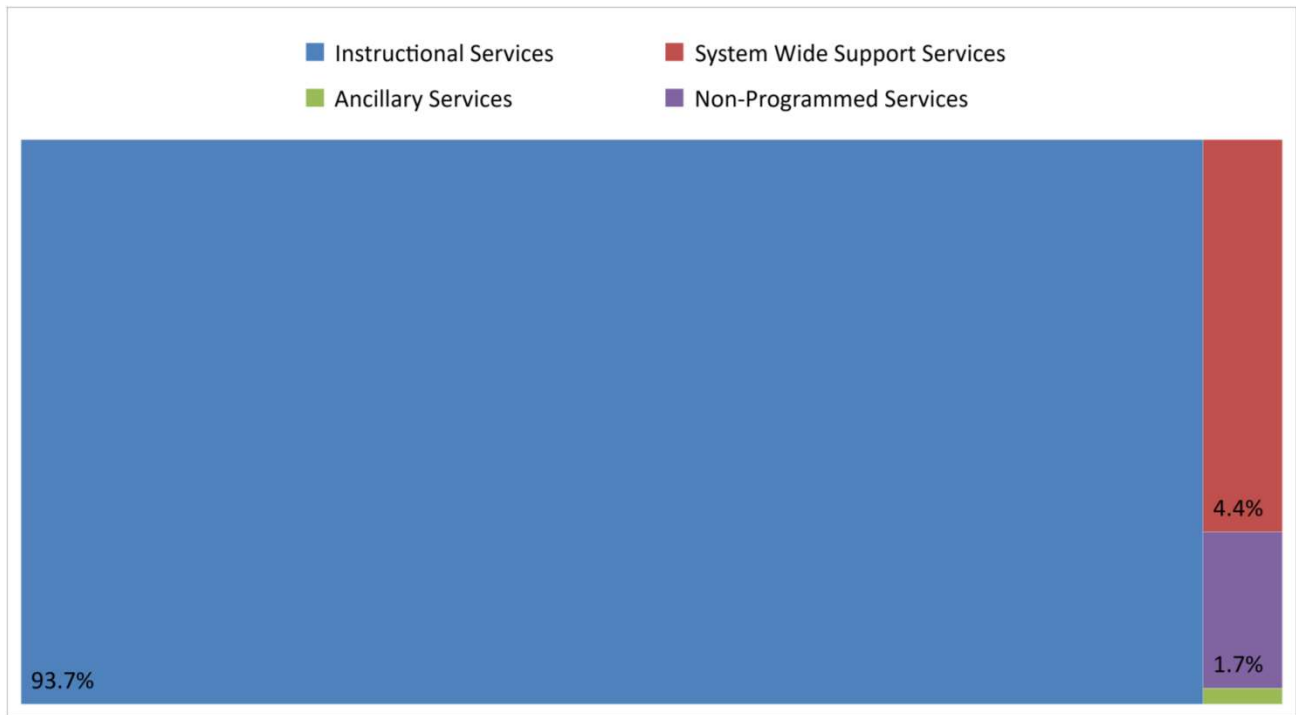 Instructional Services
System Wide Support Services
Ancillary Services
Non-Programmed Services
4.4%
1.7%
93.7%